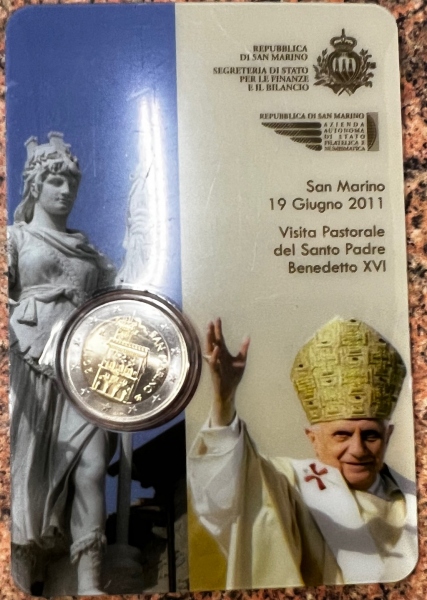 REPUBBLICA
DI SAN MARINO
SEGRETERIA DI STATO
PER LE FINANZE
E IL BILANCIO
REPUBBLICA DI SAN MARINO
AZIENDA
AUTONOMA
DI STATO
FILATELICA E
NUMISMATICA
San Marino
19 Giugno 2011
Visita Pastorale
del Santo Padre
Benedetto XVI
SAN MARINO